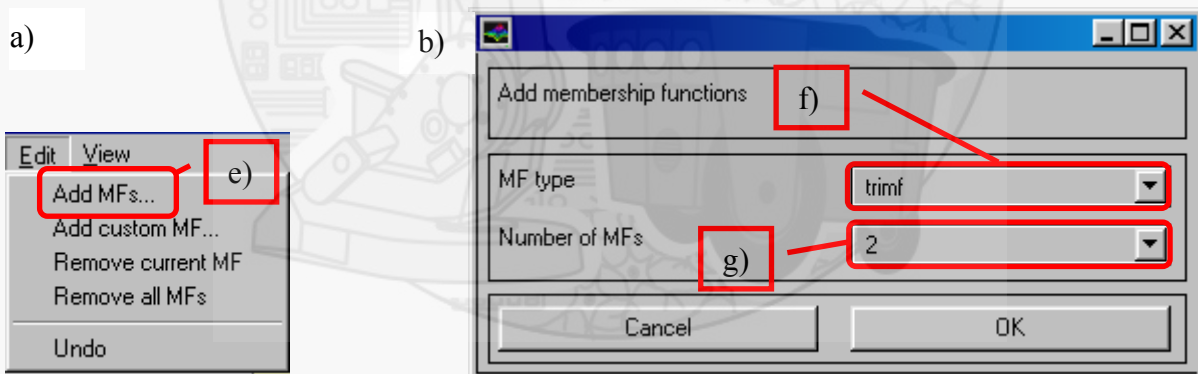 a)
Edit View
e)
Add MFs...
Add custom MF...
Remove current MF
Remove all MFs
Undo
b)
Add membership functions
f)
MF type
trimf
Number of MFs
g)
2
Cancel
OK